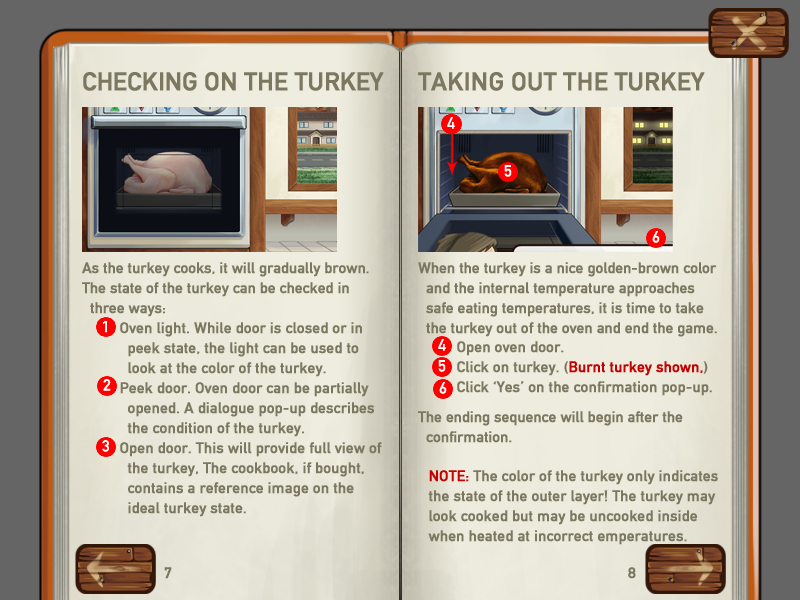 CHECKING ON THE TURKEY
As the turkey cooks, it will gradually brown.
The state of the turkey can be checked in
three ways:
1 Oven light. While door is closed or in
peek state, the light can be used to
look at the color of the turkey.
2 Peek door. Oven door can be partially
opened. A dialogue pop-up describes
the condition of the turkey.
3 Open door. This will provide full view of
the turkey, The cookbook, if bought,
contains a reference image on the
ideal turkey state.
7
TAKING OUT THE TURKEY
4
5
6
When the turkey is a nice golden-brown color
and the internal temperature approaches
safe eating temperatures, it is time to take
the turkey out of the oven and end the game.
4 Open oven door.
5 Click on turkey. (Burnt turkey shown.)
6 Click ‘Yes’ on the confirmation pop-up.
The ending sequence will begin after the
confirmation.
NOTE: The color of the turkey only indicates
the state of the outer layer! The turkey may
look cooked but may be uncooked inside
when heated at incorrect emperatures.
8